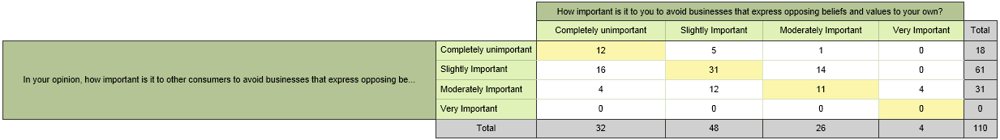 How important is it to you to avoid businesses that express opposing beliefs and values to your own?
Completely unimportant Slightly Important Moderately Important Very Important Total
In your opinion, how important is it to other consumers to avoid businesses that express opposing be...
Completely unimportant 12 5 1 0 18
Slightly Important 16 31 14 0 61
Moderately Important 4 12 11 4 31
Very Important 0 0 0 0 0
Total 32 48 26 4 110